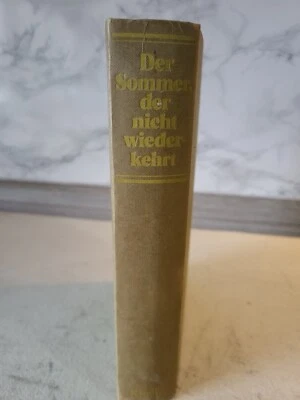 Der
Sommer,
der
nicht
wieder-
kehrt